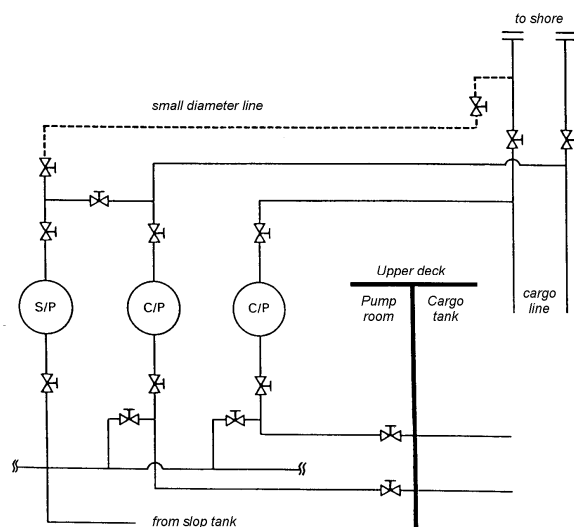 to shore
small diameter line
S/P
C/P
C/P
Upper deck
Pump
room
Cargo
tank
cargo
line
from slop tank